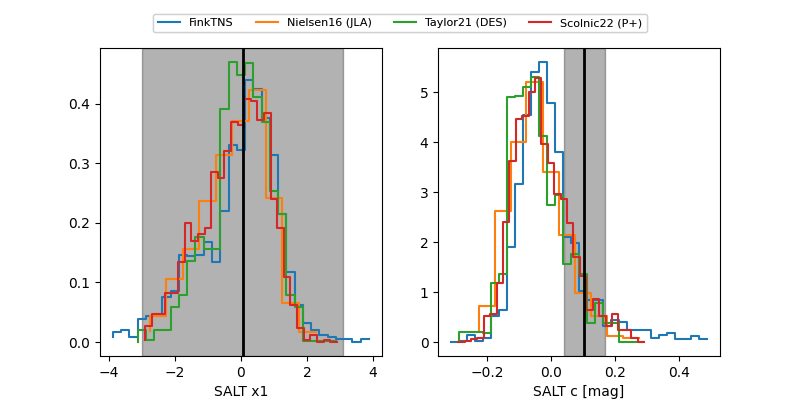 FinkTNS Nielsen16 (JLA) Taylor21 (DES) Scolnic22 (P+)
0.4
0.3
0.2
0.1
0.0
−4 −2 0 2 4
SALT x1
5
4
3
2
1
0
−0.2 0.0 0.2 0.4
SALT c [mag]